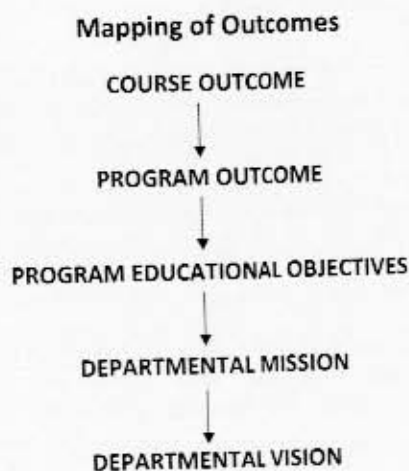 Mapping of Outcomes
COURSE OUTCOME
PROGRAM OUTCOME
PROGRAM EDUCATIONAL OBJECTIVES
DEPARTMENTAL MISSION
DEPARTMENTAL VISION